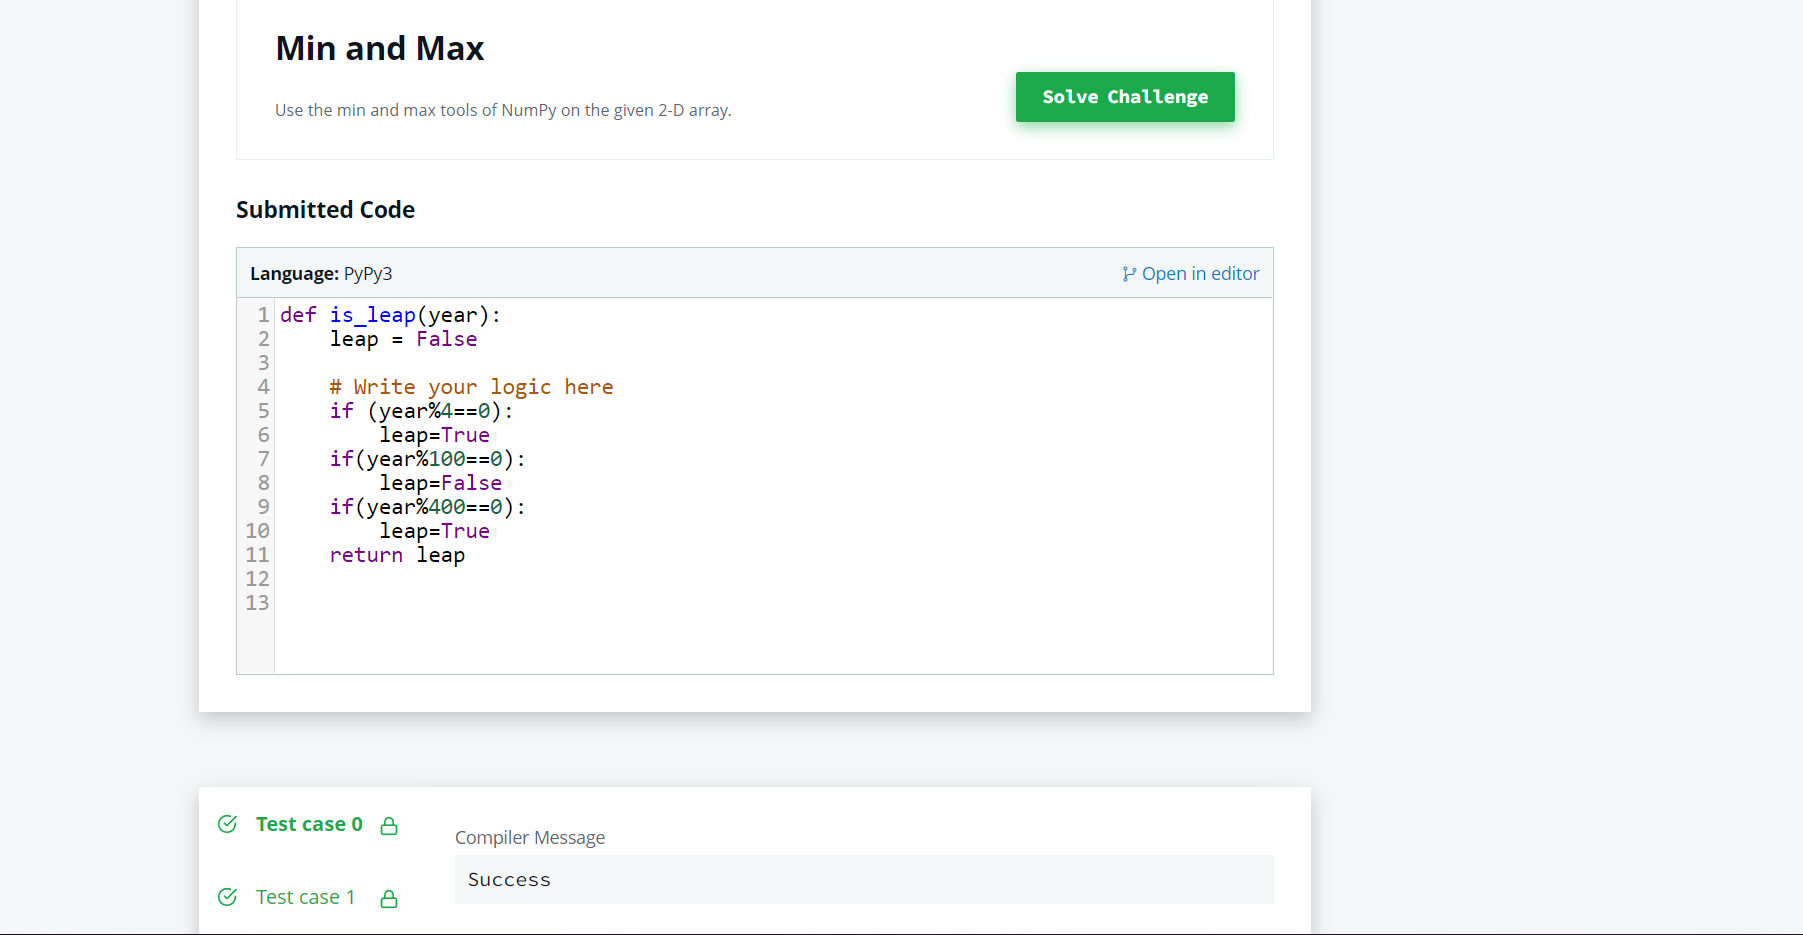 Min and Max
Use the min and max tools of NumPy on the given 2-D array.
Solve Challenge
Submitted Code
Language: PyPy3
Open in editor
1 def is_leap(year):
2     leap = False
3
4     # Write your logic here
5     if (year%4==0):
6         leap=True
7     if(year%100==0):
8         leap=False
9     if(year%400==0):
10         leap=True
11     return leap
12
13
Test case 0
Compiler Message
Success
Test case 1